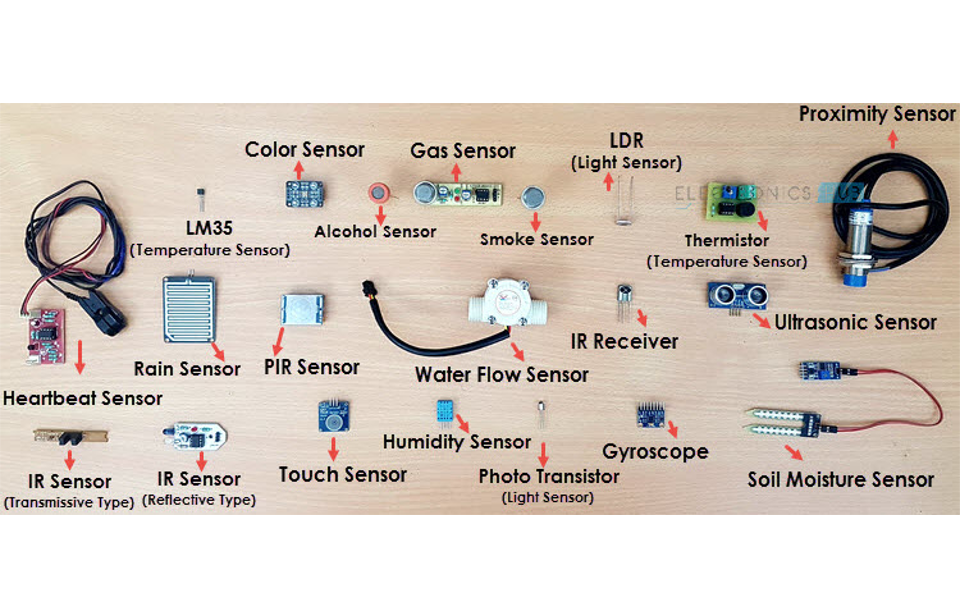 Proximity Sensor
Color Sensor
Gas Sensor
LDR
(Light Sensor)
ELECTRONICS HUB
LM35
(Temperature Sensor)
Alcohol Sensor
Smoke Sensor
Thermistor
(Temperature Sensor)
Rain Sensor
PIR Sensor
Water Flow Sensor
IR Receiver
Ultrasonic Sensor
Heartbeat Sensor
IR Sensor
(Transmissive Type)
IR Sensor
(Reflective Type)
Touch Sensor
Humidity Sensor
Photo Transistor
(Light Sensor)
Gyroscope
Soil Moisture Sensor